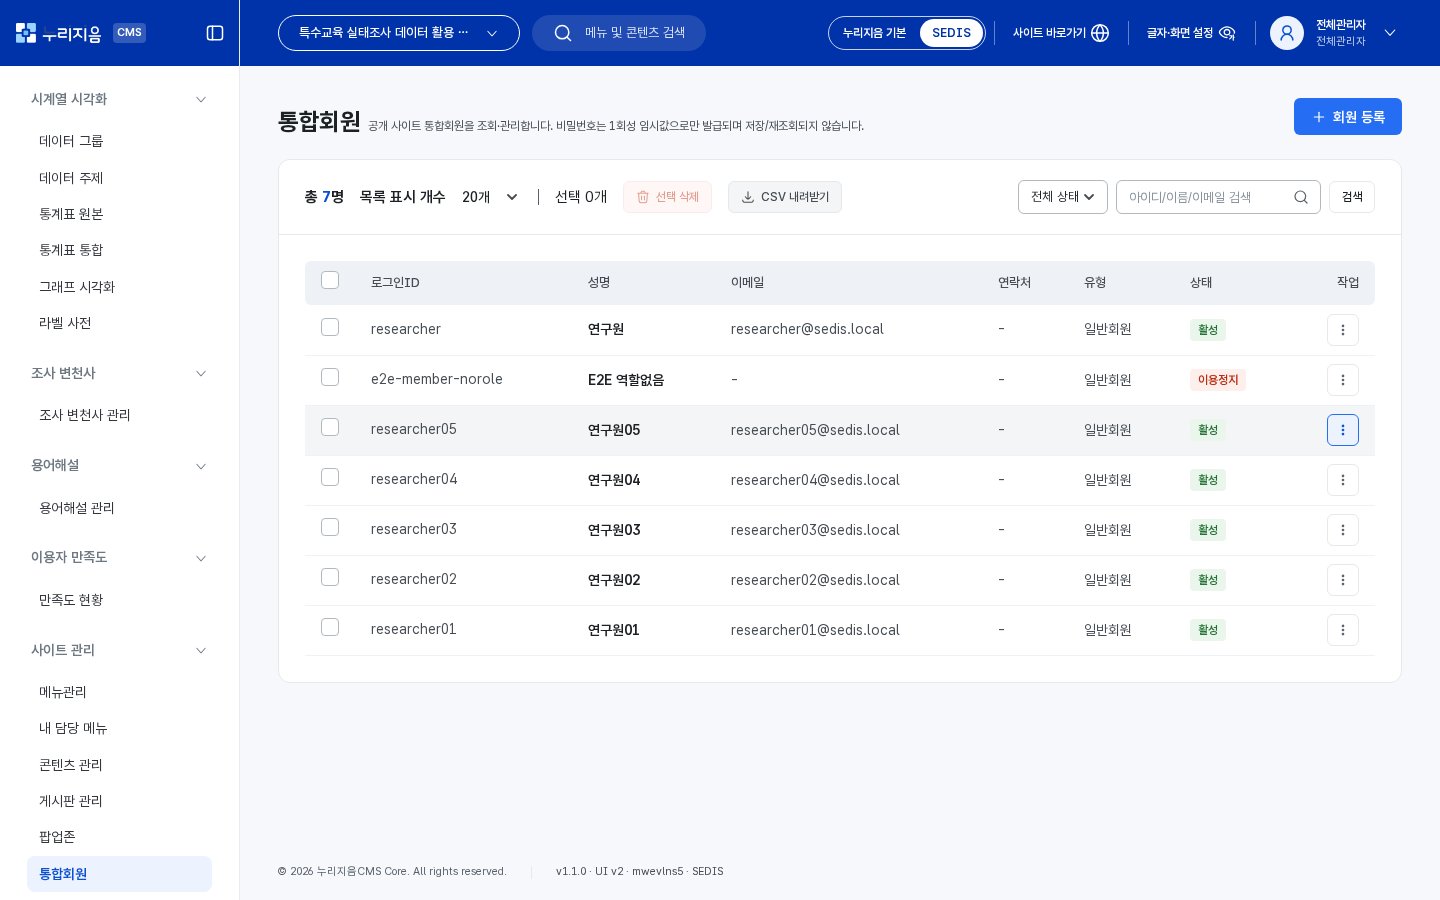 누리지음 CMS
특수교육 실태조사 데이터 활용 ···
메뉴 및 콘텐츠 검색
누리지음 기본
SEDIS
사이트 바로가기
글자·화면 설정
전체관리자
전체관리자
시계열 시각화
데이터 그룹
데이터 주제
통계표 원본
통계표 통합
그래프 시각화
라벨 사전
조사 변천사
조사 변천사 관리
용어해설
용어해설 관리
이용자 만족도
만족도 현황
사이트 관리
메뉴관리
내 담당 메뉴
콘텐츠 관리
게시판 관리
팝업존
통합회원
통합회원 공개 사이트 통합회원을 조회·관리합니다. 비밀번호는 1회성 임시값으로만 발급되며 저장/재조회되지 않습니다.
회원 등록
총 7명 목록 표시 개수 20개 선택 0개 선택 삭제 CSV 내려받기 전체 상태 아이디/이름/이메일 검색 검색
로그인ID 성명 이메일 연락처 유형 상태 작업
researcher 연구원 researcher@sedis.local - 일반회원 활성
e2e-member-norole E2E 역할없음 - - 일반회원 이용정지
researcher05 연구원05 researcher05@sedis.local - 일반회원 활성
researcher04 연구원04 researcher04@sedis.local - 일반회원 활성
researcher03 연구원03 researcher03@sedis.local - 일반회원 활성
researcher02 연구원02 researcher02@sedis.local - 일반회원 활성
researcher01 연구원01 researcher01@sedis.local - 일반회원 활성
© 2026 누리지음CMS Core. All rights reserved. v1.1.0 · UI v2 · mwevlns5 · SEDIS